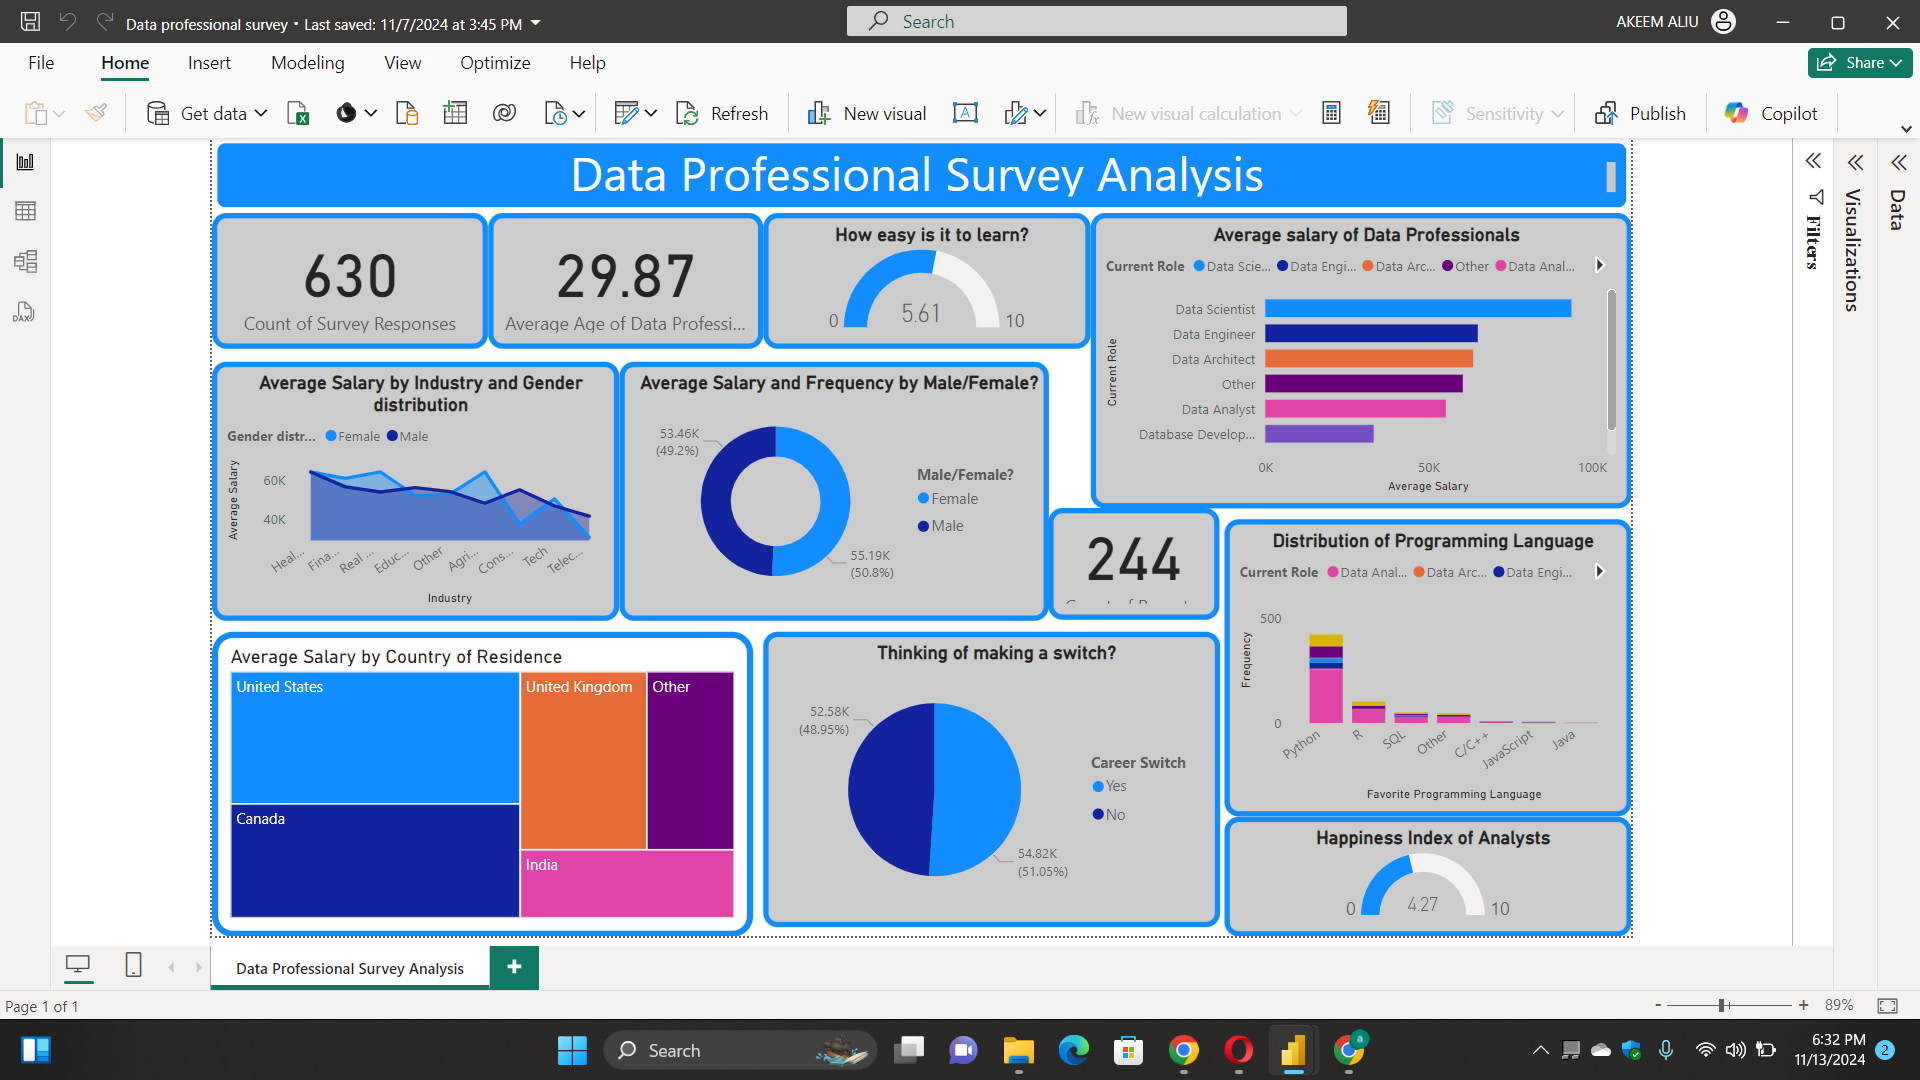 Data professional survey • Last saved: 11/7/2024 at 3:45 PM
Search
AKEEM ALIU
File Home Insert Modeling View Optimize Help
Share
Get data
Refresh
New visual
New visual calculation
Sensitivity
Publish
Copilot
Data Professional Survey Analysis
630
Count of Survey Responses
29.87
Average Age of Data Professi...
How easy is it to learn?
5.61
0
10
Average salary of Data Professionals
Current Role Data Scie... Data Engi... Data Arc... Other Data Anal...
Current Role
Data Scientist
Data Engineer
Data Architect
Other
Data Analyst
Database Develop...
0K 50K 100K
Average Salary
Average Salary by Industry and Gender
distribution
Gender distr... Female Male
Average Salary
60K
40K
Heal... Fina... Real ... Educ... Other Agri... Cons... Tech Telec...
Industry
Average Salary and Frequency by Male/Female?
53.46K
(49.2%)
55.19K
(50.8%)
Male/Female?
Female
Male
244
Distribution of Programming Language
Current Role Data Anal... Data Arc... Data Engi...
Frequency
500
0
Python R SQL Other C/C++ JavaScript Java
Favorite Programming Language
Average Salary by Country of Residence
United States
Canada
United Kingdom
Other
India
Thinking of making a switch?
52.58K
(48.95%)
54.82K
(51.05%)
Career Switch
Yes
No
Happiness Index of Analysts
4.27
0
10
Filters
Visualizations
Data
DAX
Data Professional Survey Analysis
Page 1 of 1
- + 89%
Search
6:32 PM
11/13/2024
2